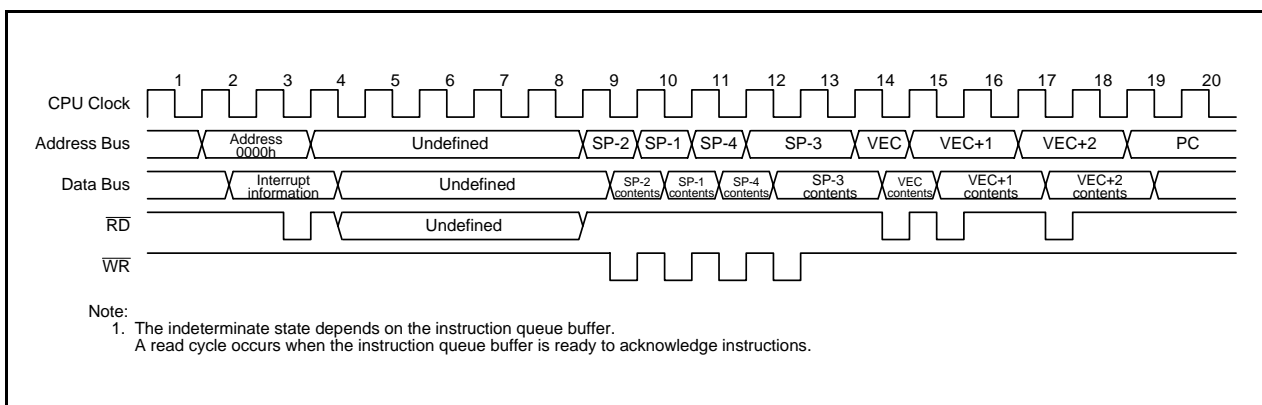 1 2 3 4 5 6 7 8 9 10 11 12 13 14 15 16 17 18 19 20
CPU Clock
Address Bus
Address
0000h
Undefined
SP-2
SP-1
SP-4
SP-3
VEC
VEC+1
VEC+2
PC
Data Bus
Interrupt
information
Undefined
SP-2
contents
SP-1
contents
SP-4
contents
SP-3
contents
VEC
contents
VEC+1
contents
VEC+2
contents
RD
Undefined
WR
Note:
1. The indeterminate state depends on the instruction queue buffer.
A read cycle occurs when the instruction queue buffer is ready to acknowledge instructions.